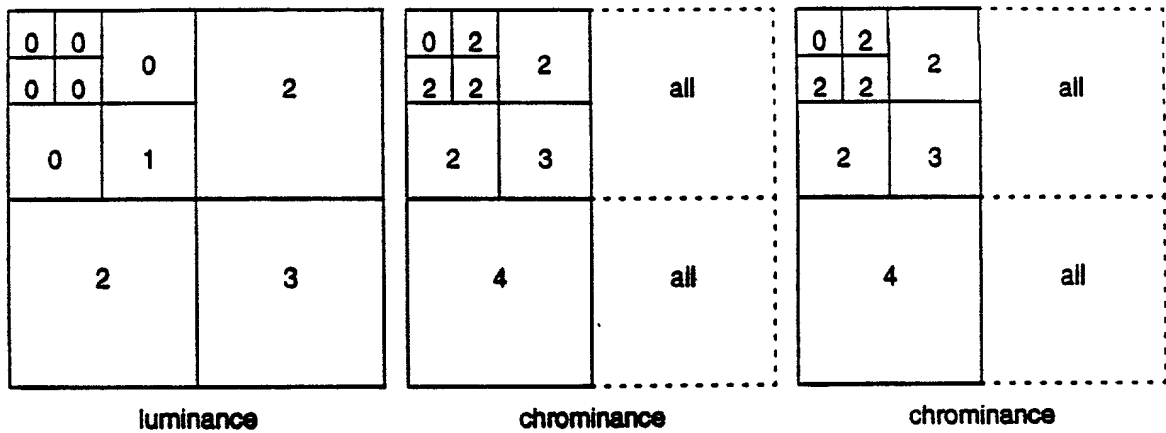 0 0 0 2 0 2 2 all 0 2 2 all
0 0 2 2 2 2
0 1 2 3 2 3
2 3 4 all 4 all
luminance chrominance chrominance